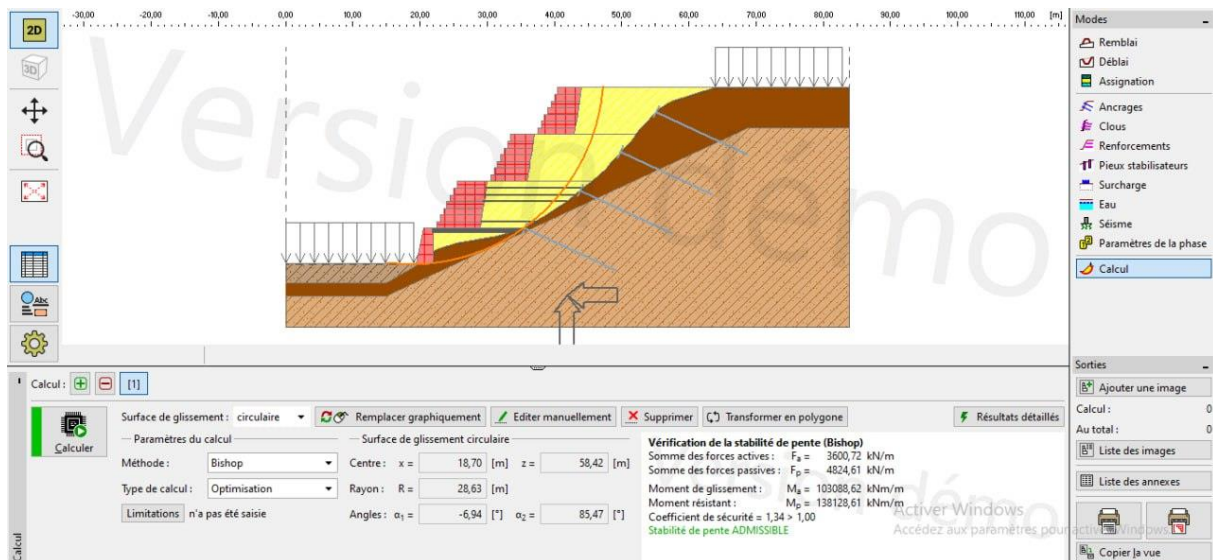 -30,00 -20,00 -10,00 0,00 10,00 20,00 30,00 40,00 50,00 60,00 70,00 80,00 90,00 100,00 110,00 [m]
2D
3D
Abc
Version démo
Modes
Remblai
Déblai
Assignation
Ancrages
Clous
Renforcements
Pieux stabilisateurs
Surcharge
Eau
Séisme
Paramètres de la phase
Calcul
Calcul : [1]
Calculer
Surface de glissement : circulaire Remplacer graphiquement Editer manuellement Supprimer Transformer en polygone Résultats détaillés
Paramètres du calcul
Méthode : Bishop
Type de calcul : Optimisation
Limitations n'a pas été saisie
Surface de glissement circulaire
Centre : x = 18,70 [m] z = 58,42 [m]
Rayon : R = 28,63 [m]
Angles : α1 = -6,94 [°] α2 = 85,47 [°]
Vérification de la stabilité de pente (Bishop)
Somme des forces actives : Fa = 3600,72 kN/m
Somme des forces passives : Fp = 4824,61 kN/m
Moment de glissement : Ma = 103088,62 kNm/m
Moment résistant : Mp = 138128,61 kNm/m
Coefficient de sécurité = 1,34 > 1,00
Stabilité de pente ADMISSIBLE
version démo
Activer Windows
Accédez aux paramètres pour activer Windows
Calcul
Sorties
Ajouter une image
Calcul : 0
Au total : 0
Liste des images
Liste des annexes
Copier la vue